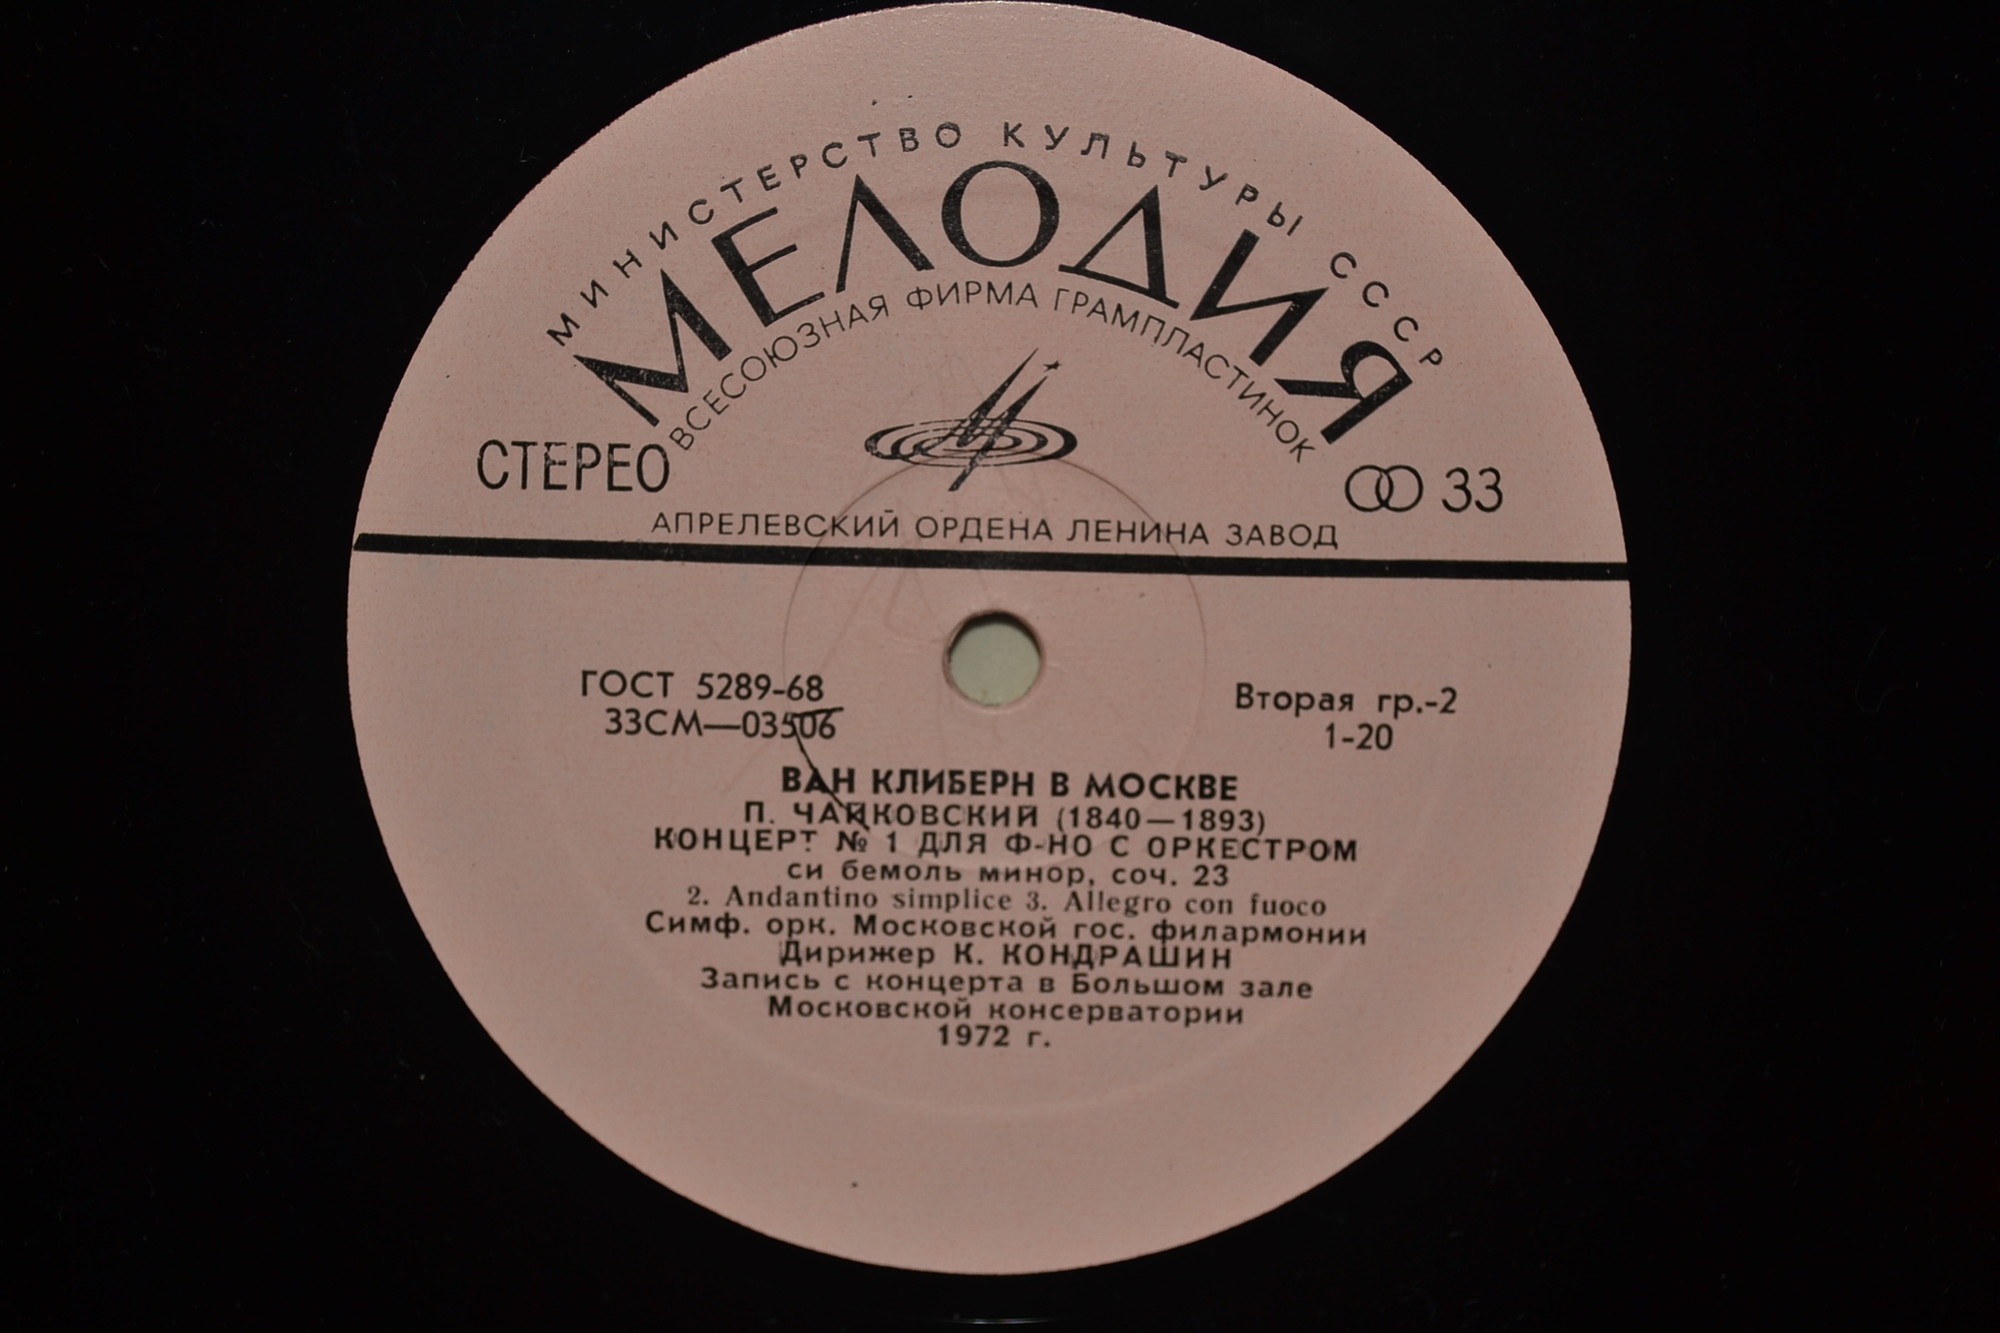 МИНИСТЕРСТВО КУЛЬТУРЫ СССР
МЕЛОДИЯ
ВСЕСОЮЗНАЯ ФИРМА ГРАМПЛАСТИНОК
СТЕРЕО
33
АПРЕЛЕВСКИЙ ОРДЕНА ЛЕНИНА ЗАВОД
ГОСТ 5289-68
33СМ—03506
Вторая гр.-2
1-20
ВАН КЛИБЕРН В МОСКВЕ
П. ЧАЙКОВСКИЙ (1840—1893)
КОНЦЕРТ № 1 ДЛЯ Ф-НО С ОРКЕСТРОМ
си бемоль минор, соч. 23
2. Andantino simplice 3. Allegro con fuoco
Симф. орк. Московской гос. филармонии
Дирижер К. КОНДРАШИН
Запись с концерта в Большом зале
Московской консерватории
1972 г.